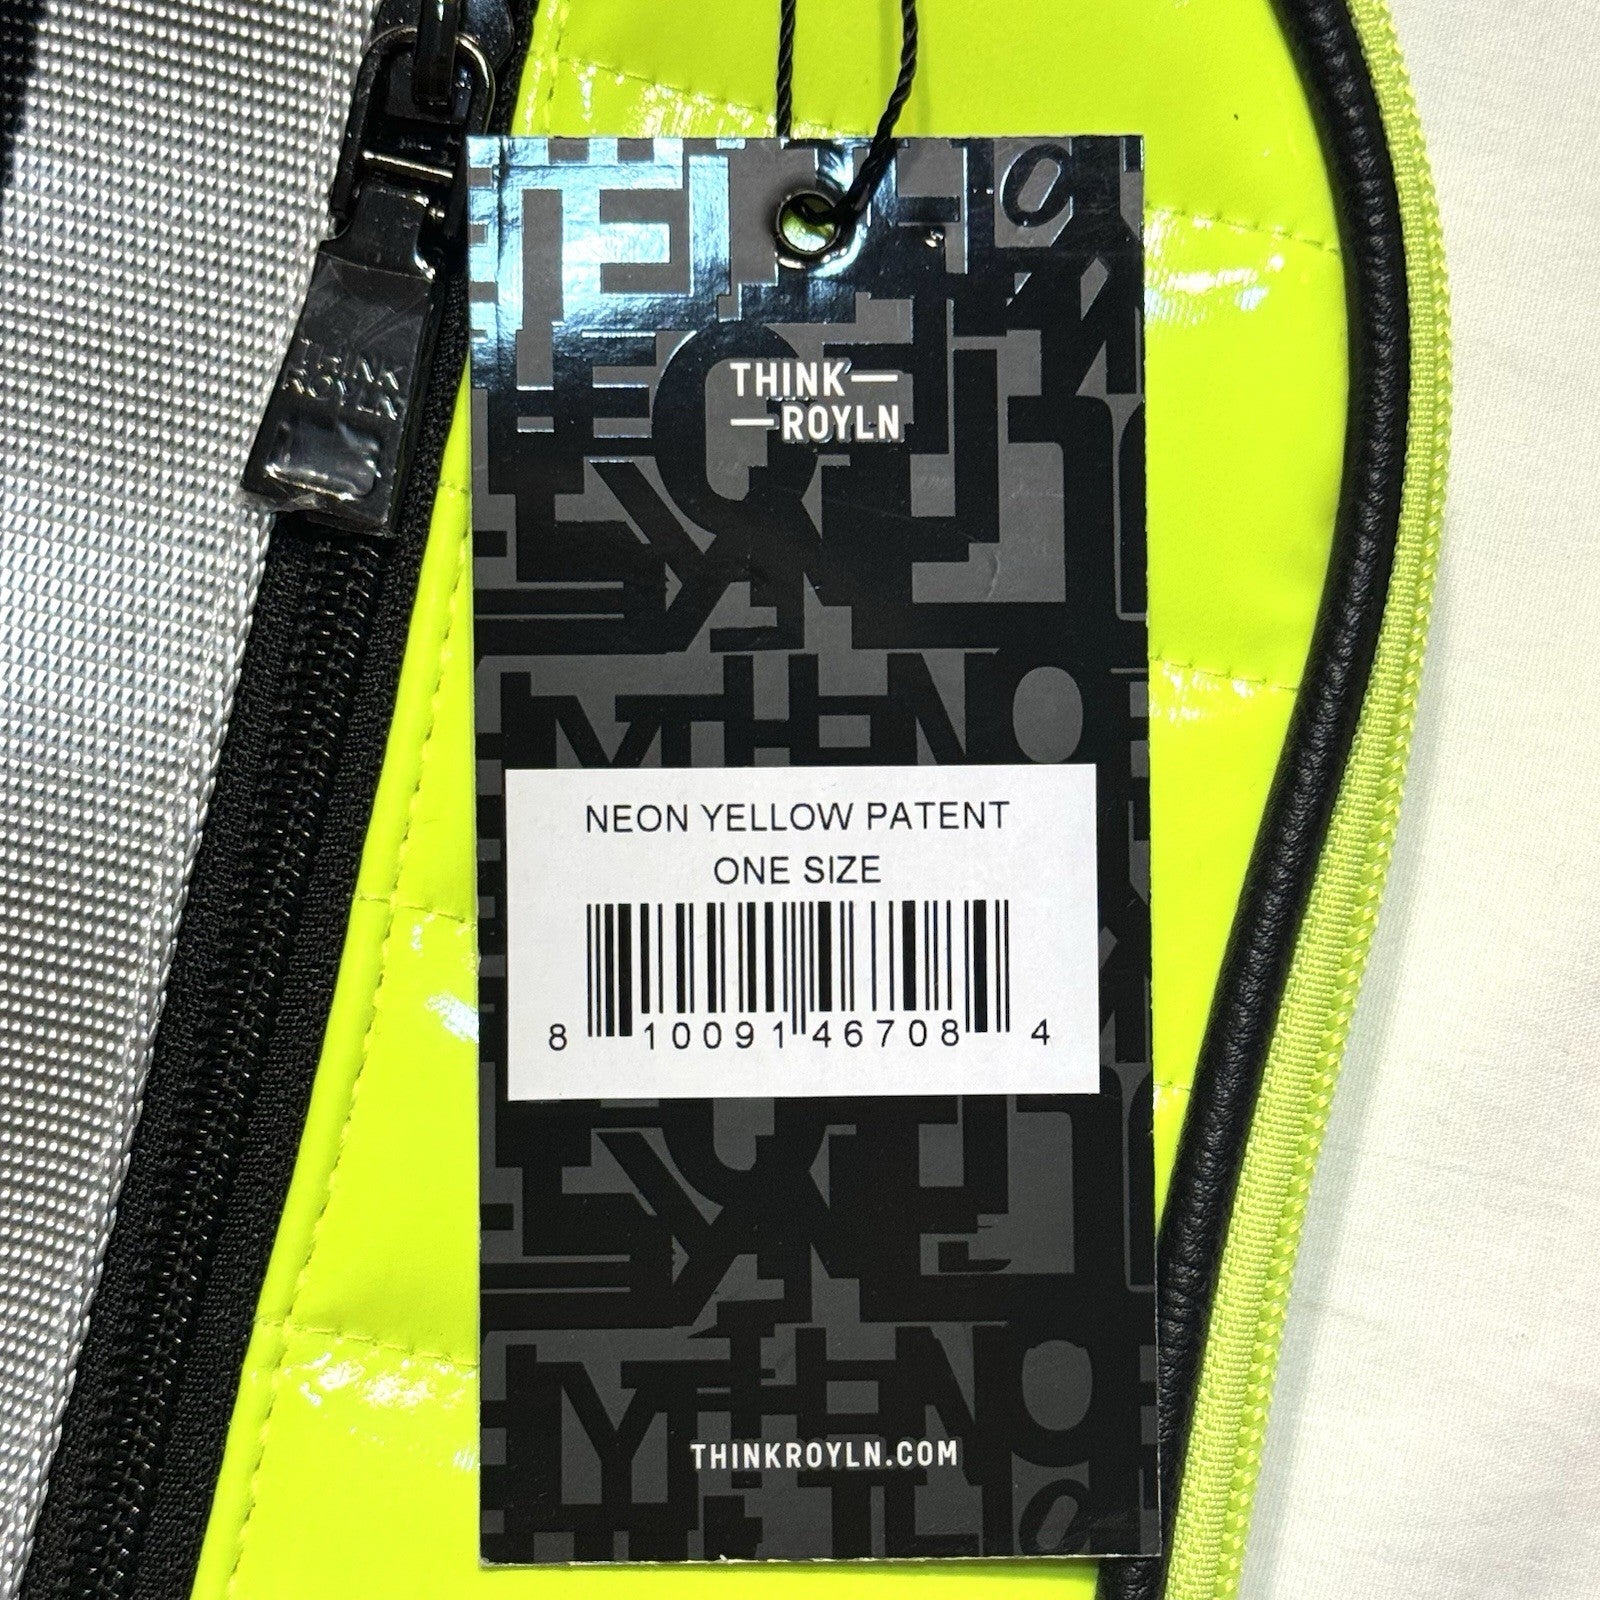 THINK
ROYLN
THINK—
—ROYLN
NEON YELLOW PATENT
ONE SIZE
8 10091 46708 4
THINKROYLN.COM